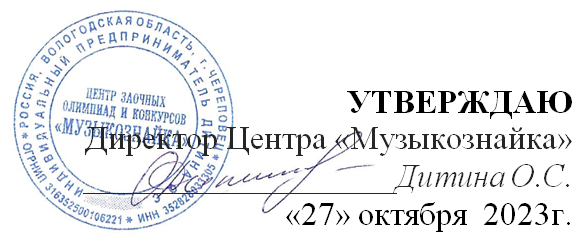 РОССИЯ, ВОЛОГОДСКАЯ ОБЛАСТЬ, г. ЧЕРЕПОВЕЦ
ИНДИВИДУАЛЬНЫЙ ПРЕДПРИНИМАТЕЛЬ
ЦЕНТР ЗАОЧНЫХ
ОЛИМПИАД И КОНКУРСОВ
«МУЗЫКОЗНАЙКА»
ИНН
УТВЕРЖДАЮ
Директор Центра «Музыкознайка»
Дитина О.С.
«27» октября 2023г.